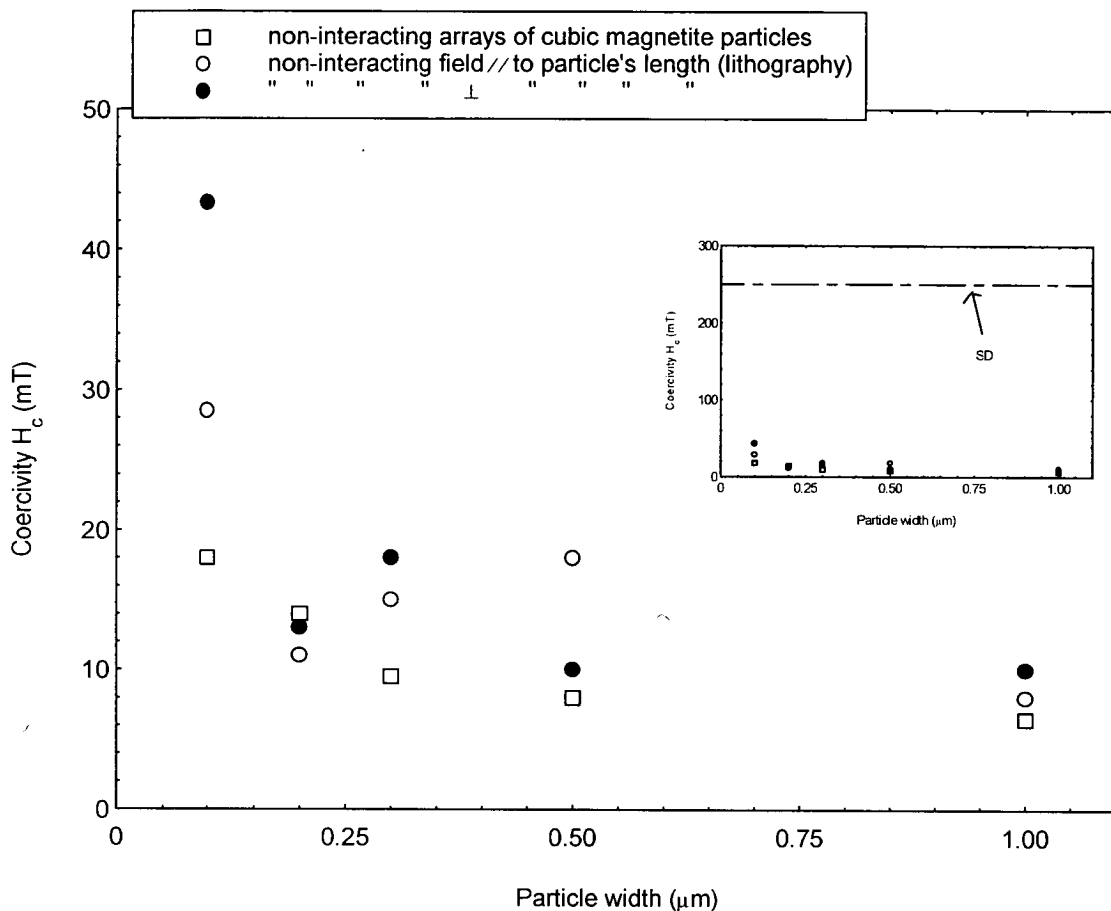 non-interacting arrays of cubic magnetite particles
non-interacting field // to particle's length (lithography)
" " " " ⊥ " " " "
50
40
30
20
10
0
Coercivity H_c (mT)
0 0.25 0.50 0.75 1.00
Particle width (μm)
300
200
100
0
Coercivity H_c (mT)
SD
0 0.25 0.50 0.75 1.00
Particle width (μm)